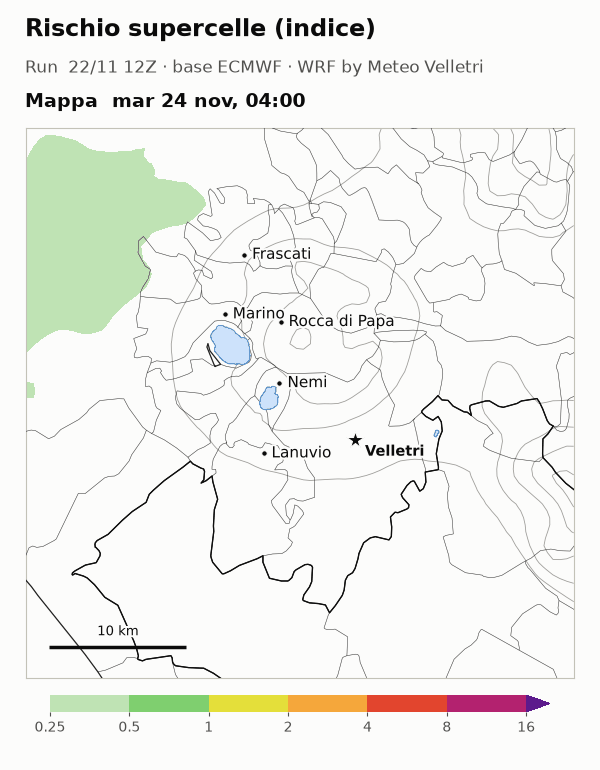 Rischio supercelle (indice)
Run  22/11 12Z · base ECMWF · WRF by Meteo Velletri
Mappa  mar 24 nov, 04:00
Frascati
Marino
Rocca di Papa
Nemi
Velletri
Lanuvio
10 km
0.25 0.5 1 2 4 8 16